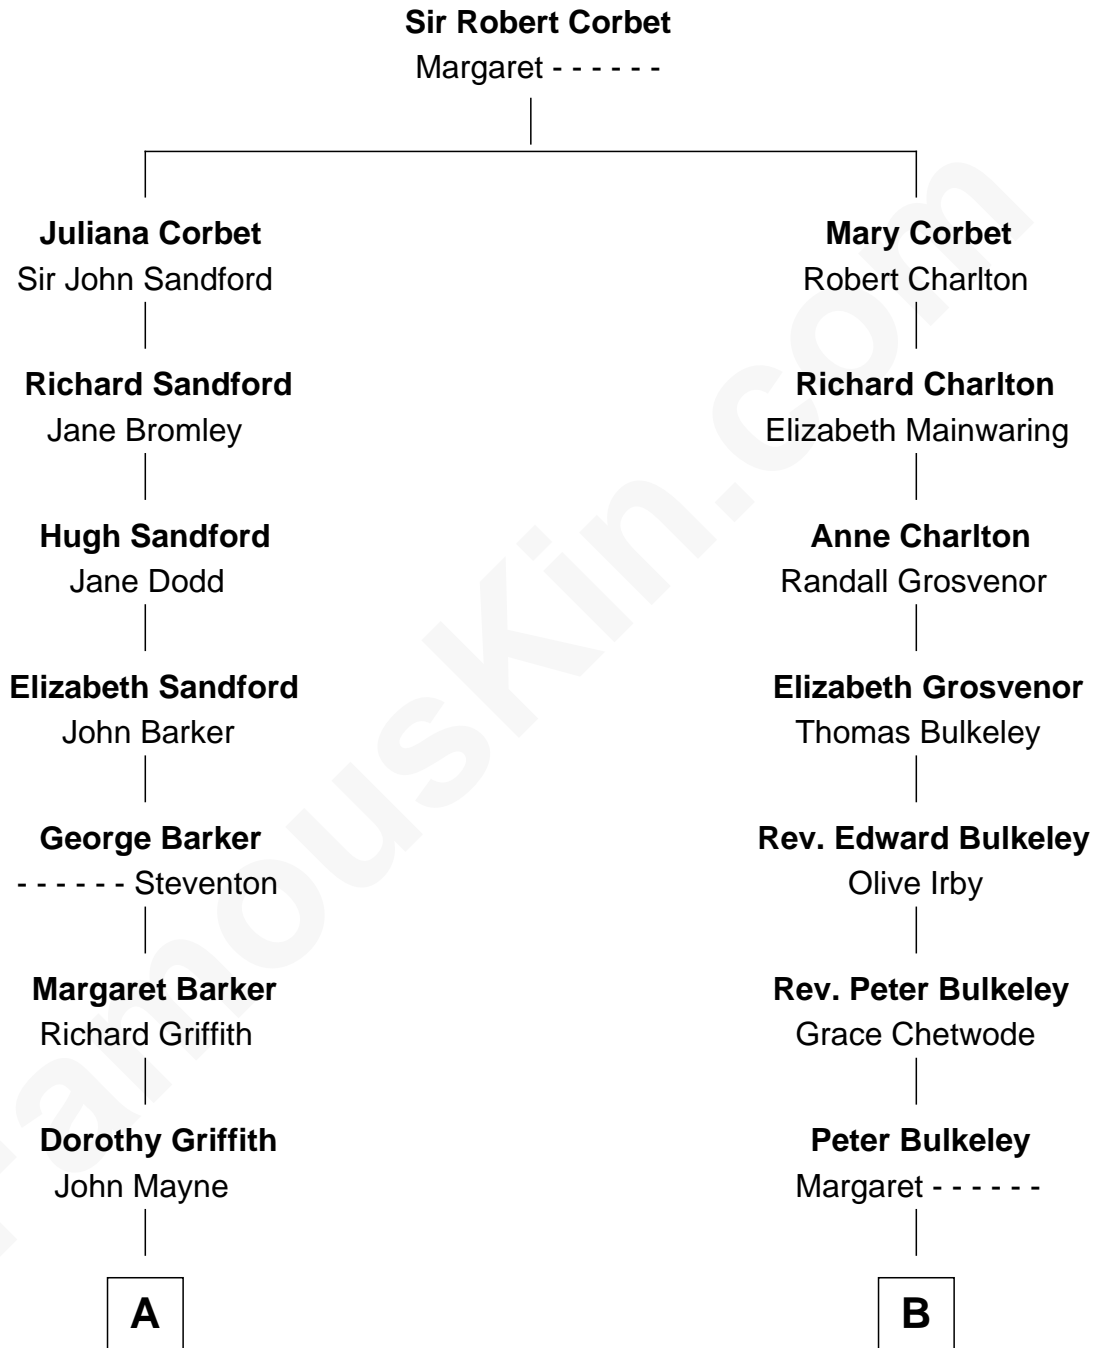 Sir Robert Corbet
Margaret - - - - - -
Juliana Corbet
Sir John Sandford
Mary Corbet
Robert Charlton
Richard Sandford
Jane Bromley
Richard Charlton
Elizabeth Mainwaring
Hugh Sandford
Jane Dodd
Anne Charlton
Randall Grosvenor
Elizabeth Sandford
John Barker
Elizabeth Grosvenor
Thomas Bulkeley
George Barker
- - - - - - Steventon
Rev. Edward Bulkeley
Olive Irby
Margaret Barker
Richard Griffith
Rev. Peter Bulkeley
Grace Chetwode
Dorothy Griffith
John Mayne
Peter Bulkeley
Margaret - - - - - -
A
B
FamousKin.com